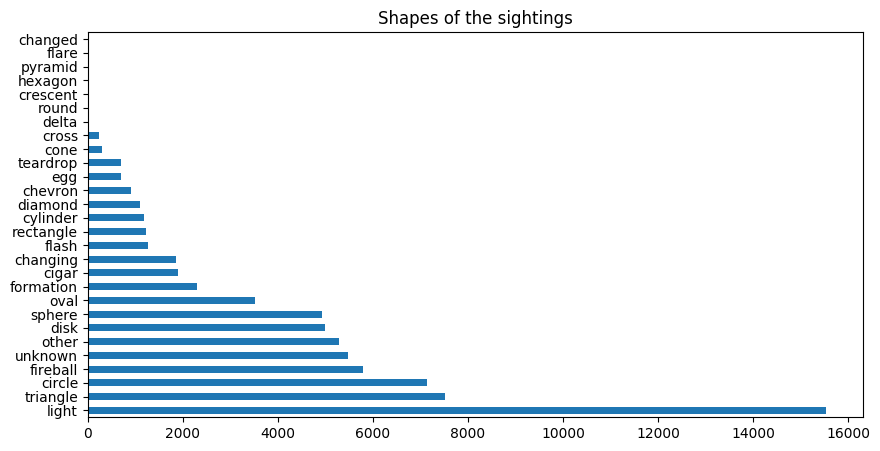 Shapes of the sightings
changed
flare
pyramid
hexagon
crescent
round
delta
cross
cone
teardrop
egg
chevron
diamond
cylinder
rectangle
flash
changing
cigar
formation
oval
sphere
disk
other
unknown
fireball
circle
triangle
light
0 2000 4000 6000 8000 10000 12000 14000 16000